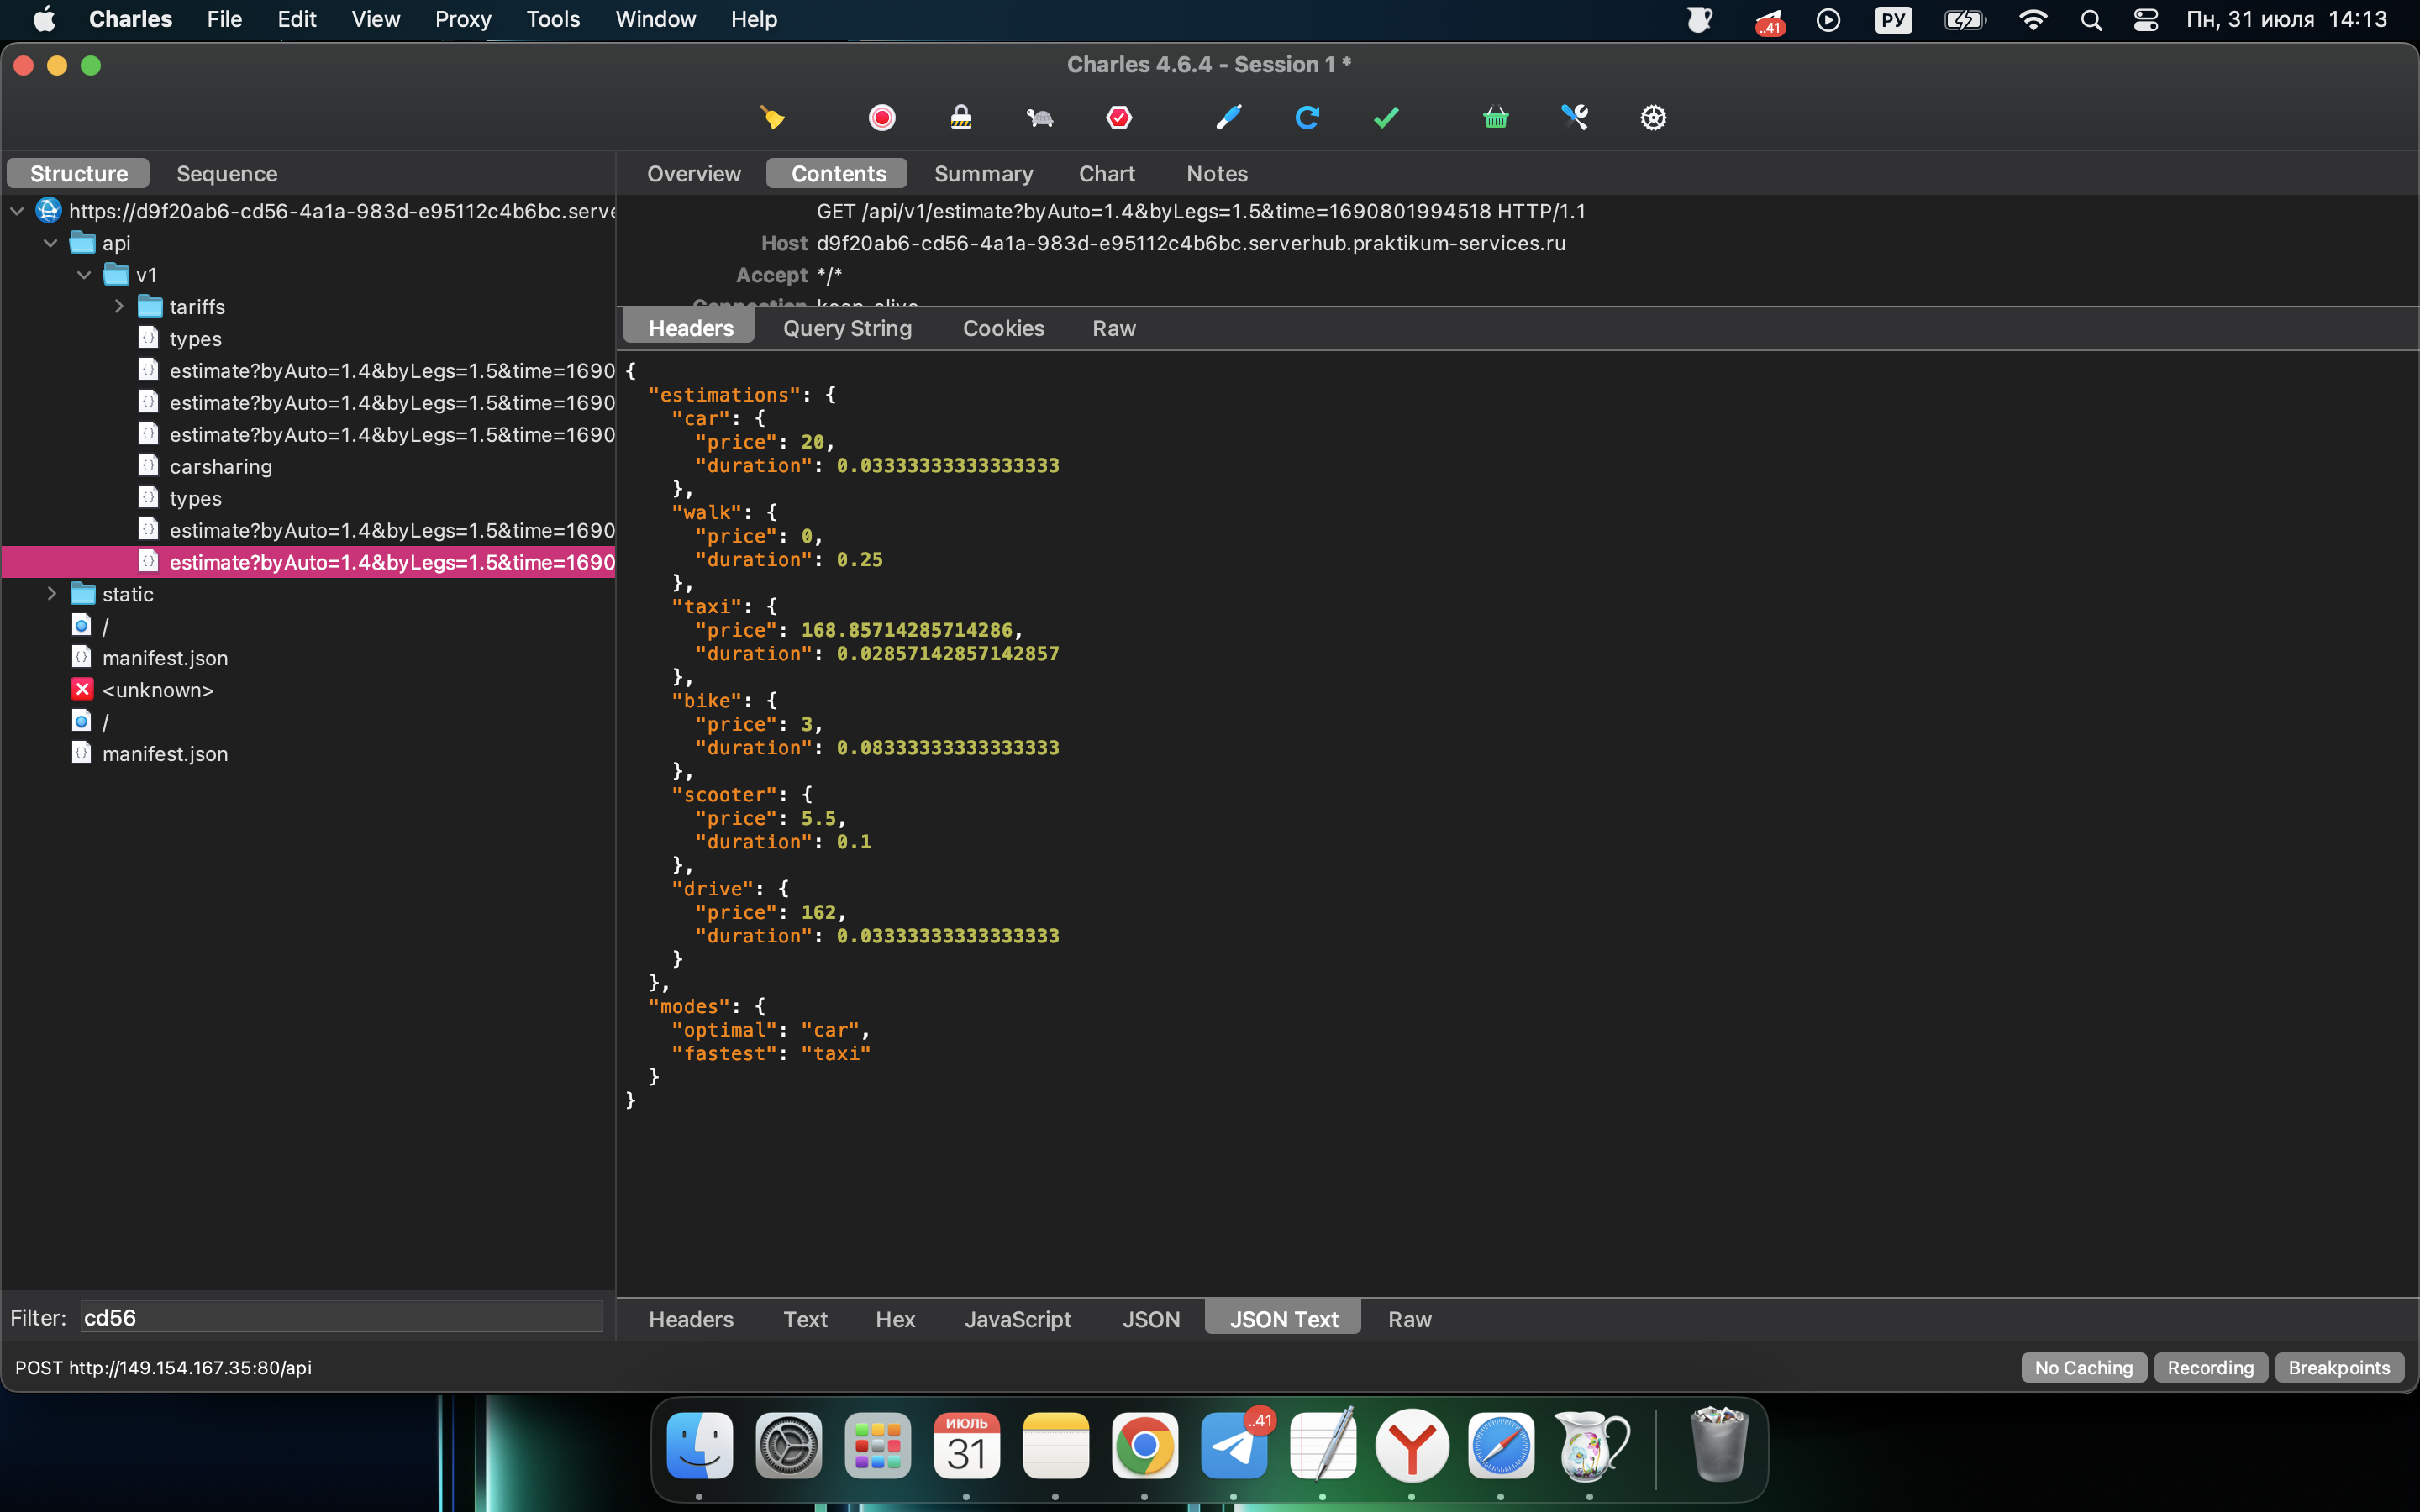 Charles File Edit View Proxy Tools Window Help ..41 РУ Пн, 31 июля 14:13
Charles 4.6.4 - Session 1 *
Structure Sequence
Overview Contents Summary Chart Notes
https://d9f20ab6-cd56-4a1a-983d-e95112c4b6bc.serve
api
v1
tariffs
types
estimate?byAuto=1.4&byLegs=1.5&time=1690
estimate?byAuto=1.4&byLegs=1.5&time=1690
estimate?byAuto=1.4&byLegs=1.5&time=1690
carsharing
types
estimate?byAuto=1.4&byLegs=1.5&time=1690
estimate?byAuto=1.4&byLegs=1.5&time=1690
static
/
manifest.json
<unknown>
/
manifest.json
Filter: cd56
GET /api/v1/estimate?byAuto=1.4&byLegs=1.5&time=1690801994518 HTTP/1.1
Host d9f20ab6-cd56-4a1a-983d-e95112c4b6bc.serverhub.praktikum-services.ru
Accept */*
Connection keep-alive
Headers Query String Cookies Raw
{
"estimations": {
"car": {
"price": 20,
"duration": 0.03333333333333333
},
"walk": {
"price": 0,
"duration": 0.25
},
"taxi": {
"price": 168.85714285714286,
"duration": 0.02857142857142857
},
"bike": {
"price": 3,
"duration": 0.08333333333333333
},
"scooter": {
"price": 5.5,
"duration": 0.1
},
"drive": {
"price": 162,
"duration": 0.03333333333333333
}
},
"modes": {
"optimal": "car",
"fastest": "taxi"
}
}
Headers Text Hex JavaScript JSON JSON Text Raw
POST http://149.154.167.35:80/api
No Caching Recording Breakpoints
ИЮЛЬ
31
..41